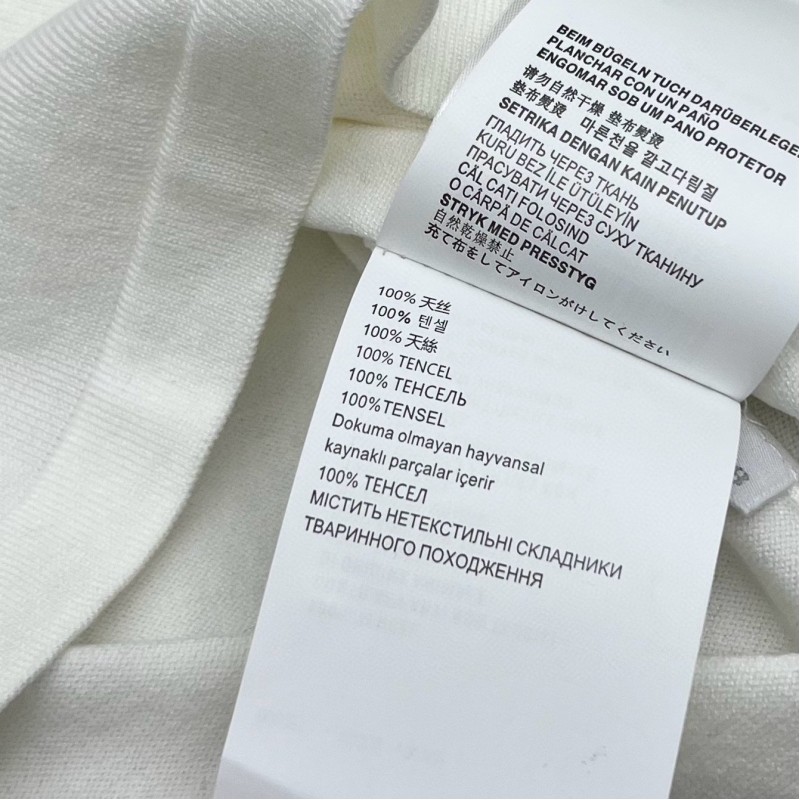 BEIM BÜGELN TUCH DARÜBERLEGEN
PLANCHAR CON UN PAÑO
ENGOMAR SOB UM PANO PROTETOR
请勿自然干燥 垫布熨烫
垫布熨烫 마른천을 깔고다림질
SETRIKA DENGAN KAIN PENUTUP
ГЛАДИТЬ ЧЕРЕЗ ТКАНЬ
KURU BEZ İLE ÜTÜLEYİN
ПРАСУВАТИ ЧЕРЕЗ СУХУ ТКАНИНУ
CĂLCATI FOLOSIND
O CÂRPĂ DE CĂLCAT
STRYK MED PRESSTYG
自然乾燥禁止
充て布をしてアイロンがけしてください
100% 天丝
100% 텐셀
100% 天絲
100% TENCEL
100% ТЕНСЕЛЬ
100%TENSEL
Dokuma olmayan hayvansal
kaynaklı parçalar içerir
100% ТЕНСЕЛ
МІСТИТЬ НЕТЕКСТИЛЬНІ СКЛАДНИКИ
ТВАРИННОГО ПОХОДЖЕННЯ